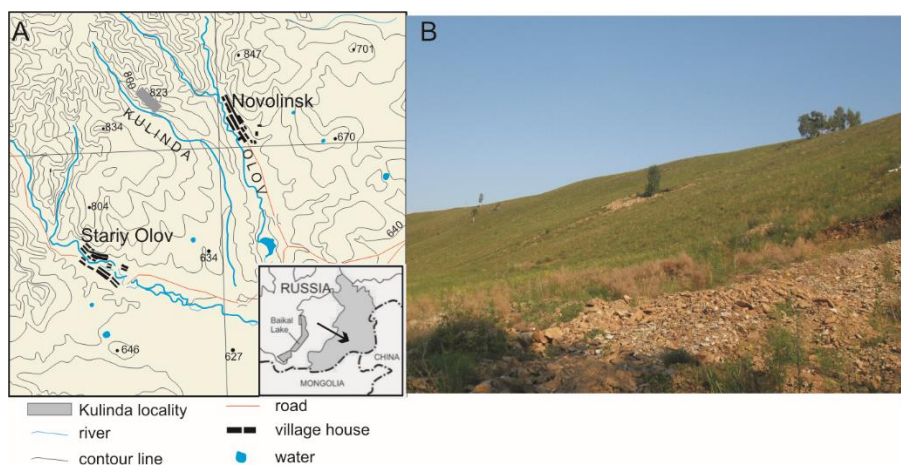 A
847
701
800
823
Novolinsk
KULINDA
834
OLOV
670
804
Stariy Olov
634
640
RUSSIA
Baikal
Lake
CHINA
MONGOLIA
646
627
Kulinda locality
river
contour line
road
village house
water
B